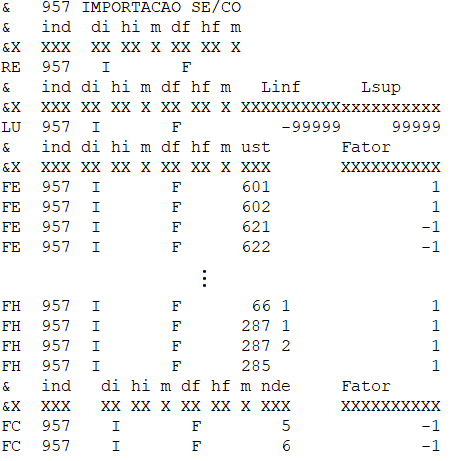 &   957 IMPORTACAO SE/CO
&   ind  di hi m df hf m
&X  XXX  XX XX X XX XX X
RE  957   I       F
&   ind di hi m df hf m   Linf      Lsup
&X  XXX XX XX X XX XX X XXXXXXXXXXxxxxxxxxxx
LU  957  I       F          -99999     99999
&   ind di hi m df hf m ust       Fator
&X  XXX XX XX X XX XX X XXX       XXXXXXXXXX
FE  957  I       F      601                1
FE  957  I       F      602                1
FE  957  I       F      621               -1
FE  957  I       F      622               -1
⋮
FH  957  I       F       66 1              1
FH  957  I       F      287 1              1
FH  957  I       F      287 2              1
FH  957  I       F      285                1
&   ind   di hi m df hf m nde     Fator
&X  XXX   XX XX X XX XX X XXX     XXXXXXXXXX
FC  957    I       F        5             -1
FC  957    I       F        6             -1